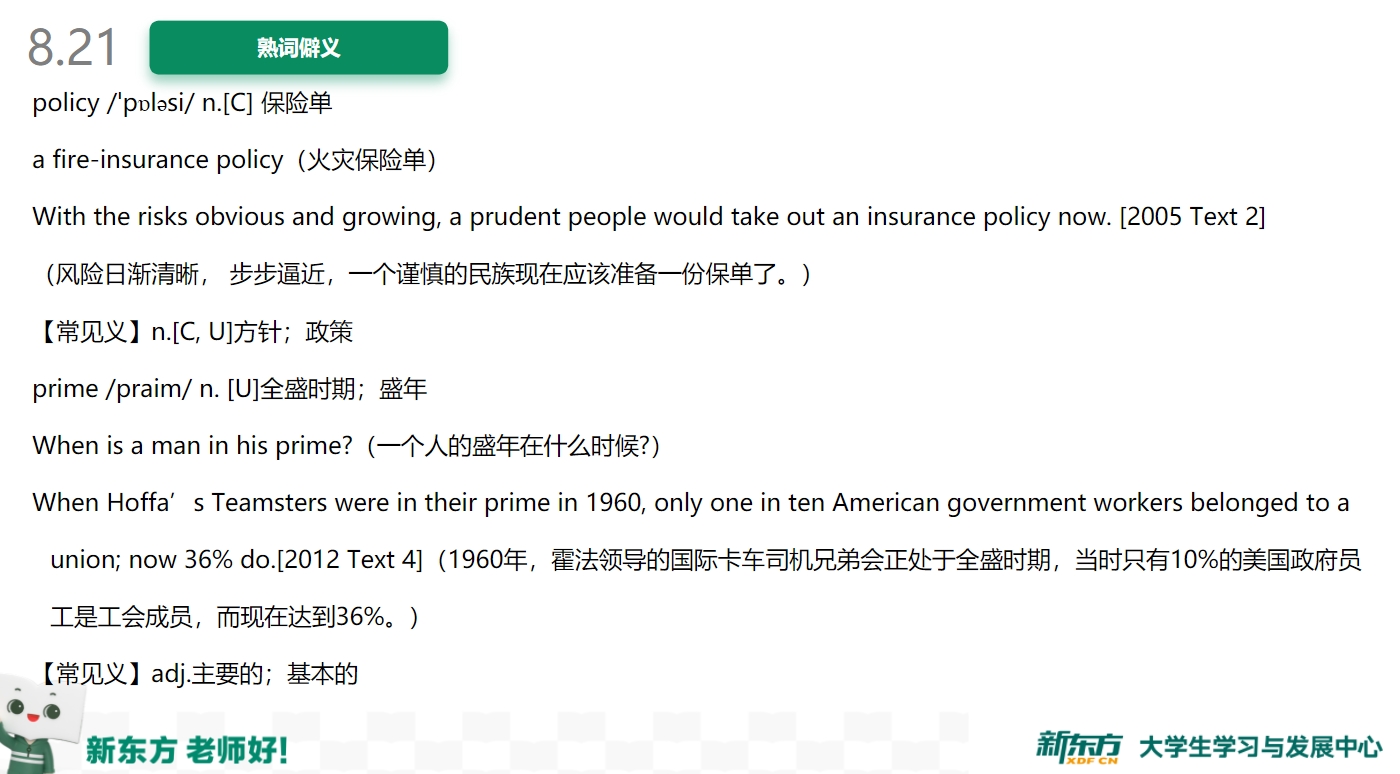 8.21
熟词僻义
policy /'pɒləsi/ n.[C] 保险单
a fire-insurance policy（火灾保险单）
With the risks obvious and growing, a prudent people would take out an insurance policy now. [2005 Text 2]
（风险日渐清晰， 步步逼近，一个谨慎的民族现在应该准备一份保单了。）
【常见义】n.[C, U]方针；政策
prime /praim/ n. [U]全盛时期；盛年
When is a man in his prime?（一个人的盛年在什么时候?）
When Hoffa’s Teamsters were in their prime in 1960, only one in ten American government workers belonged to a
union; now 36% do.[2012 Text 4]（1960年，霍法领导的国际卡车司机兄弟会正处于全盛时期，当时只有10%的美国政府员
工是工会成员，而现在达到36%。）
【常见义】adj.主要的；基本的
新东方 老师好!
新东方 XDF.CN 大学生学习与发展中心